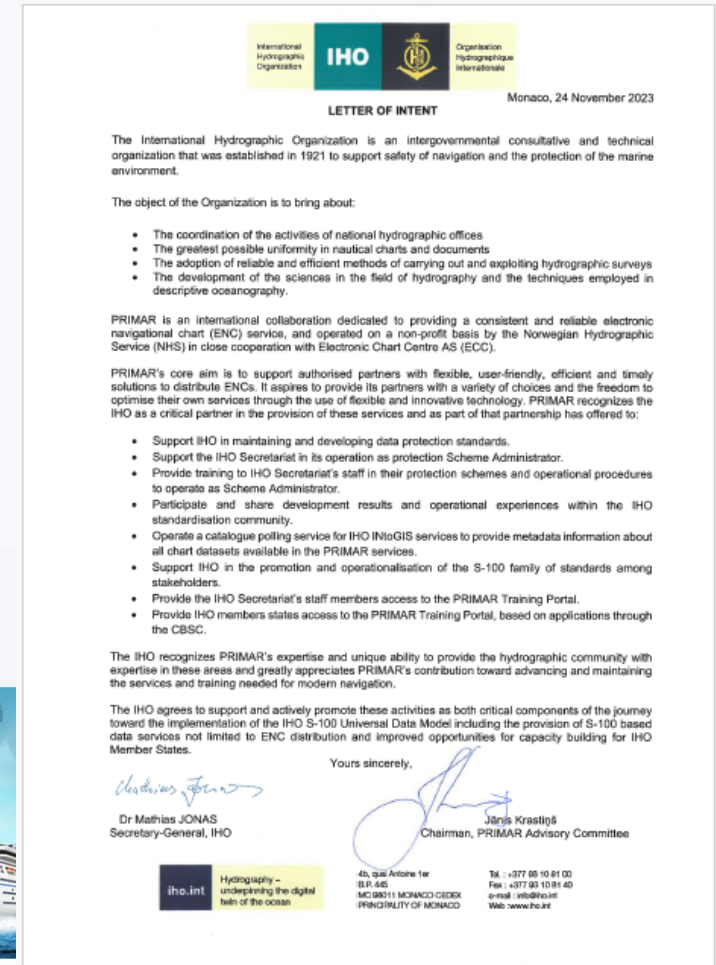 International
Hydrographic
Organization
IHO
Organisation
Hydrographique
Internationale
Monaco, 24 November 2023
LETTER OF INTENT
The International Hydrographic Organization is an intergovernmental consultative and technical
organization that was established in 1921 to support safety of navigation and the protection of the marine
environment.
The object of the Organization is to bring about:
• The coordination of the activities of national hydrographic offices
• The greatest possible uniformity in nautical charts and documents
• The adoption of reliable and efficient methods of carrying out and exploiting hydrographic surveys
• The development of the sciences in the field of hydrography and the techniques employed in
descriptive oceanography.
PRIMAR is an international collaboration dedicated to providing a consistent and reliable electronic
navigational chart (ENC) service, and operated on a non-profit basis by the Norwegian Hydrographic
Service (NHS) in close cooperation with Electronic Chart Centre AS (ECC).
PRIMAR's core aim is to support authorised partners with flexible, user-friendly, efficient and timely
solutions to distribute ENCs. It aspires to provide its partners with a variety of choices and the freedom to
optimise their own services through the use of flexible and innovative technology. PRIMAR recognizes the
IHO as a critical partner in the provision of these services and as part of that partnership has offered to:
• Support IHO in maintaining and developing data protection standards.
• Support the IHO Secretariat in its operation as protection Scheme Administrator.
• Provide training to IHO Secretariat's staff in their protection schemes and operational procedures
to operate as Scheme Administrator.
• Participate and share development results and operational experiences within the IHO
standardisation community.
• Operate a catalogue polling service for IHO INtoGIS services to provide metadata information about
all chart datasets available in the PRIMAR services.
• Support IHO in the promotion and operationalisation of the S-100 family of standards among
stakeholders.
• Provide the IHO Secretariat's staff members access to the PRIMAR Training Portal.
• Provide IHO members states access to the PRIMAR Training Portal, based on applications through
the CBSC.
The IHO recognizes PRIMAR's expertise and unique ability to provide the hydrographic community with
expertise in these areas and greatly appreciates PRIMAR's contribution toward advancing and maintaining
the services and training needed for modern navigation.
The IHO agrees to support and actively promote these activities as both critical components of the journey
toward the implementation of the IHO S-100 Universal Data Model including the provision of S-100 based
data services not limited to ENC distribution and improved opportunities for capacity building for IHO
Member States.
Yours sincerely,
Dr Mathias JONAS
Secretary-General, IHO
Jānis Krastiņš
Chairman, PRIMAR Advisory Committee
iho.int
Hydrography –
underpinning the digital
twin of the ocean
4b, quai Antoine 1er
B.P. 445
MC 98011 MONACO CEDEX
PRINCIPALITY OF MONACO
Tel. : +377 93 10 81 00
Fax : +377 93 10 81 40
e-mail : info@iho.int
Web : www.iho.int